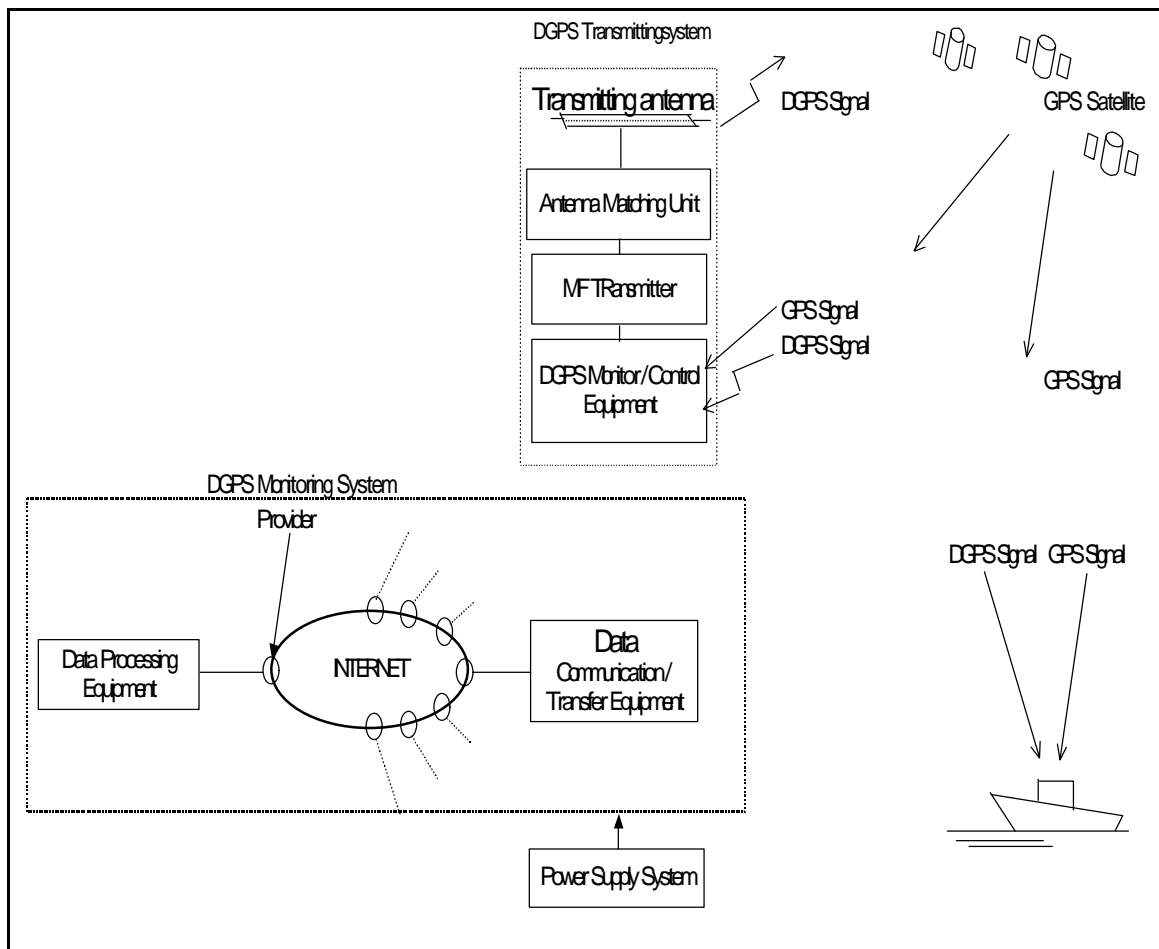 DGPS Transmittingsystem
Transmitting antenna
DGPS Signal
GPS Satellite
Antenna Matching Unit
MF TRansmitter
GPS SIgnal
DGPS SIgnal
DGPS Monitor / Control
Equipment
GPS SIgnal
DGPS Monitoring System
Provider
DGPS SIgnal
GPS SIgnal
Data Processing
Equipment
INTERNET
Data
Communication /
Transfer Equipment
Power Supply System